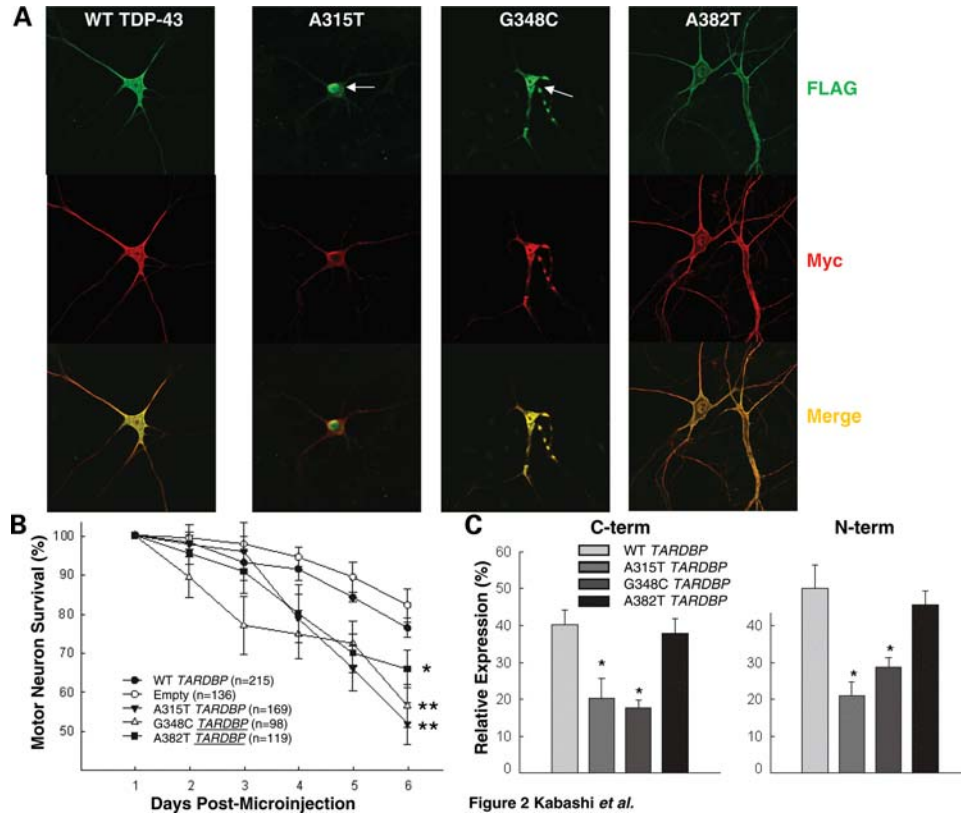 A
WT TDP-43
A315T
G348C
A382T
FLAG
Myc
Merge
B
Motor Neuron Survival (%)
100
90
80
70
60
50
WT TARDBP (n=215)
Empty (n=136)
A315T TARDBP (n=169)
G348C TARDBP (n=98)
A382T TARDBP (n=119)
*
**
**
1
2
3
4
5
6
Days Post-Microinjection
C
C-term
N-term
Relative Expression (%)
60
50
40
30
20
10
0
WT TARDBP
A315T TARDBP
G348C TARDBP
A382T TARDBP
*
*
40
30
20
10
0
*
*
Figure 2 Kabashi et al.